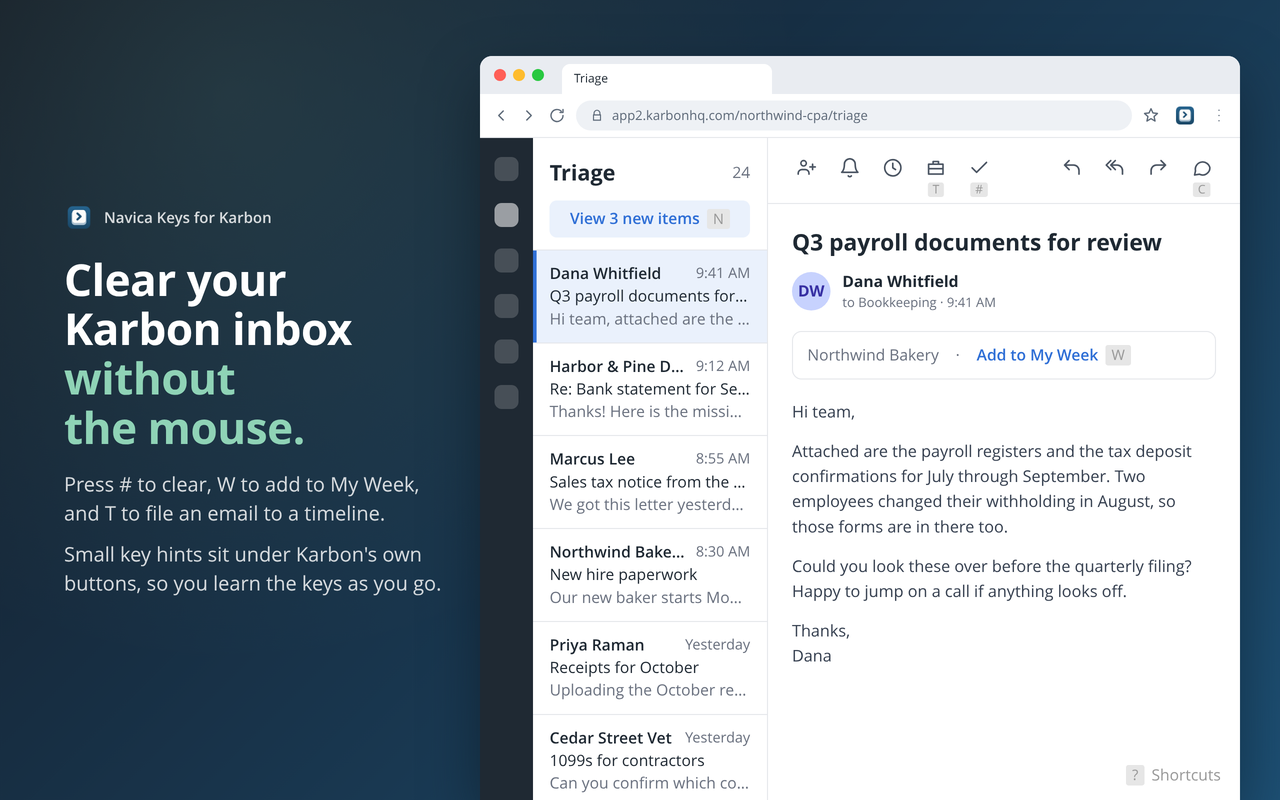 Navica Keys for Karbon
Clear your
Karbon inbox
without
the mouse.
Press # to clear, W to add to My Week,
and T to file an email to a timeline.
Small key hints sit under Karbon's own
buttons, so you learn the keys as you go.
Triage
app2.karbonhq.com/northwind-cpa/triage
Triage 24
View 3 new items N
Dana Whitfield 9:41 AM
Q3 payroll documents for...
Hi team, attached are the ...
Harbor & Pine D... 9:12 AM
Re: Bank statement for Se...
Thanks! Here is the missi...
Marcus Lee 8:55 AM
Sales tax notice from the ...
We got this letter yesterd...
Northwind Bake... 8:30 AM
New hire paperwork
Our new baker starts Mo...
Priya Raman Yesterday
Receipts for October
Uploading the October re...
Cedar Street Vet Yesterday
1099s for contractors
Can you confirm which co...
T # C
Q3 payroll documents for review
DW
Dana Whitfield
to Bookkeeping · 9:41 AM
Northwind Bakery · Add to My Week W
Hi team,
Attached are the payroll registers and the tax deposit
confirmations for July through September. Two
employees changed their withholding in August, so
those forms are in there too.
Could you look these over before the quarterly filing?
Happy to jump on a call if anything looks off.
Thanks,
Dana
? Shortcuts